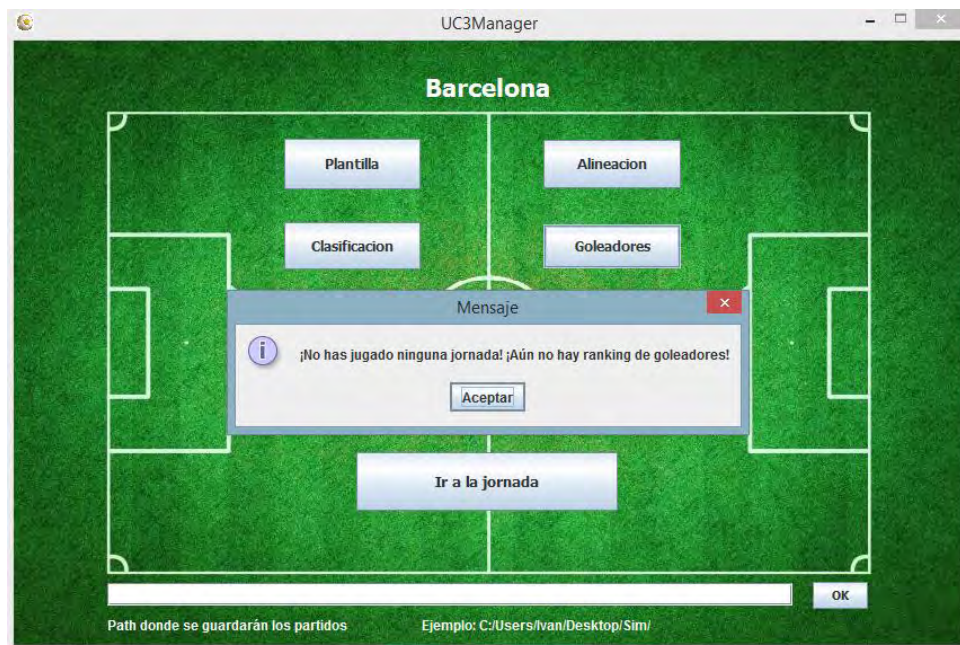 UC3Manager
Barcelona
Plantilla
Alineacion
Clasificacion
Goleadores
Mensaje
¡No has jugado ninguna jornada! ¡Aún no hay ranking de goleadores!
Aceptar
Ir a la jornada
OK
Path donde se guardarán los partidos
Ejemplo: C:/Users/Ivan/Desktop/Sim/